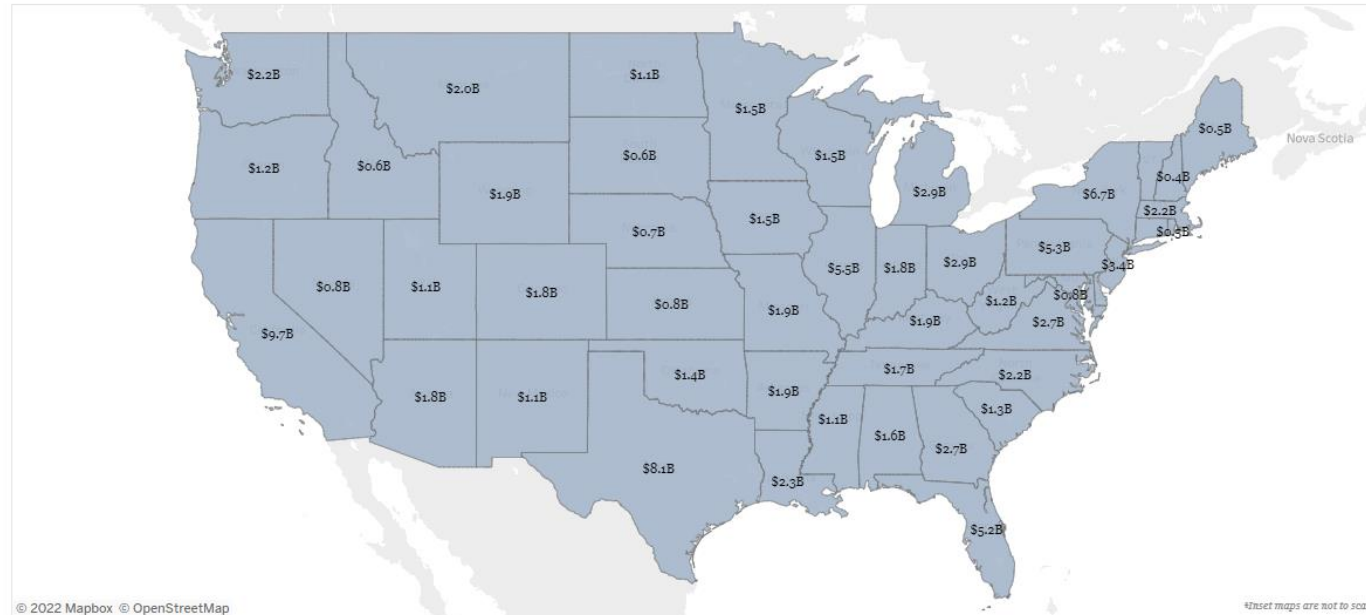 $2.2B
$2.0B
$1.1B
$1.5B
$0.5B
Nova Scotia
$1.2B
$0.6B
$1.9B
$0.6B
$1.5B
$2.9B
$0.4B
$6.7B
$2.2B
$0.5B
$0.7B
$1.5B
$5.3B
$0.8B
$1.1B
$1.8B
$0.8B
$1.9B
$5.5B
$1.8B
$2.9B
$3.4B
$1.2B
$0.8B
$9.7B
$1.9B
$2.7B
$1.8B
$1.1B
$1.4B
$1.9B
$1.7B
$2.2B
$1.1B
$1.6B
$2.7B
$1.3B
$8.1B
$2.3B
$5.2B
© 2022 Mapbox © OpenStreetMap
*Inset maps are not to